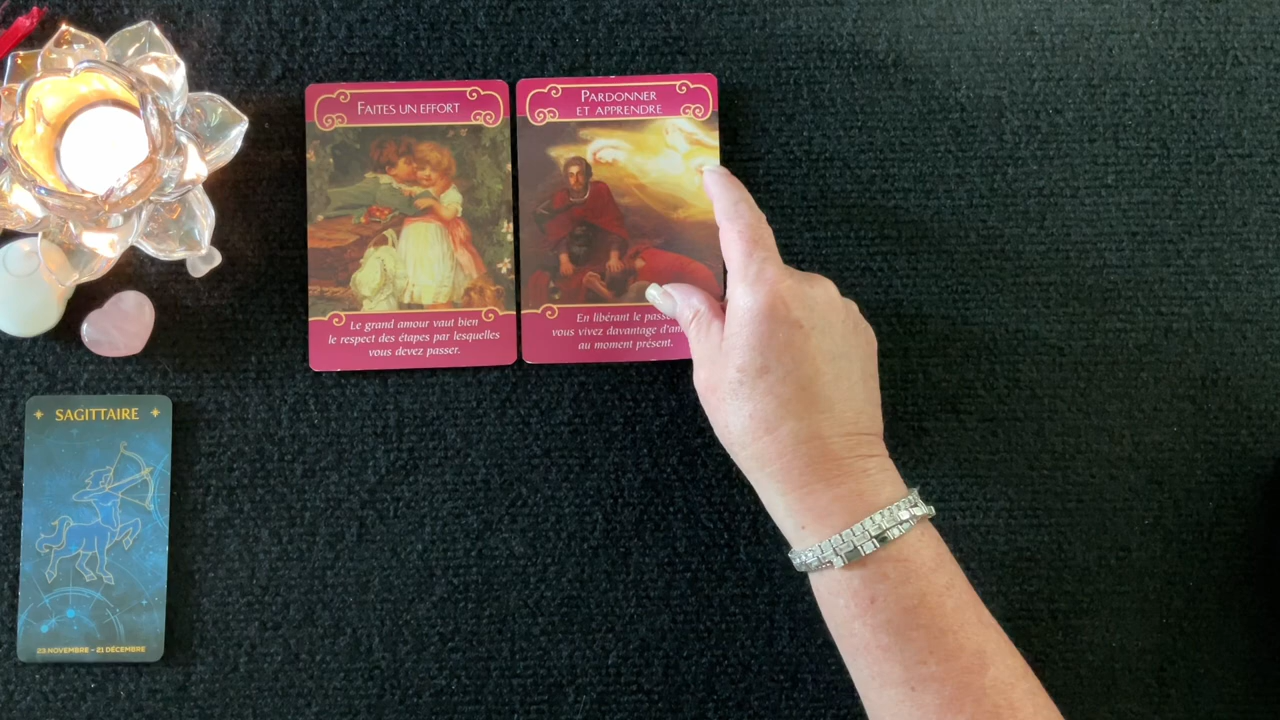 FAITES UN EFFORT
Le grand amour vaut bien
le respect des étapes par lesquelles
vous devez passer.
PARDONNER
ET APPRENDRE
En libérant le
vous vivez davantage
au moment présent.
SAGITTAIRE
23 NOVEMBRE – 21 DÉCEMBRE